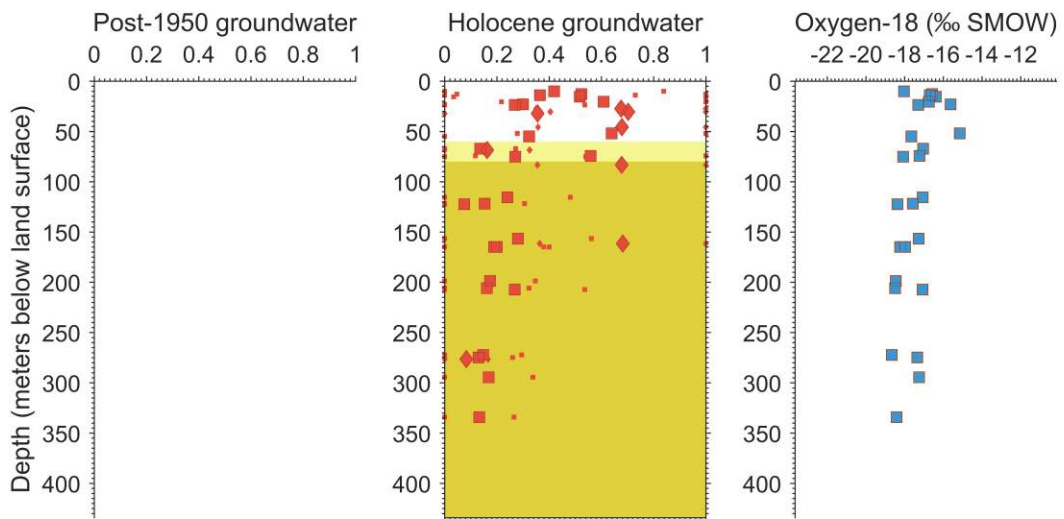 Post-1950 groundwater Holocene groundwater Oxygen-18 (‰ SMOW)
0 0.2 0.4 0.6 0.8 1 0 0.2 0.4 0.6 0.8 1 -22 -20 -18 -16 -14 -12
0 0 0
50 50 50
100 100 100
150 150 150
200 200 200
250 250 250
300 300 300
350 350 350
400 400 400
Depth (meters below land surface)